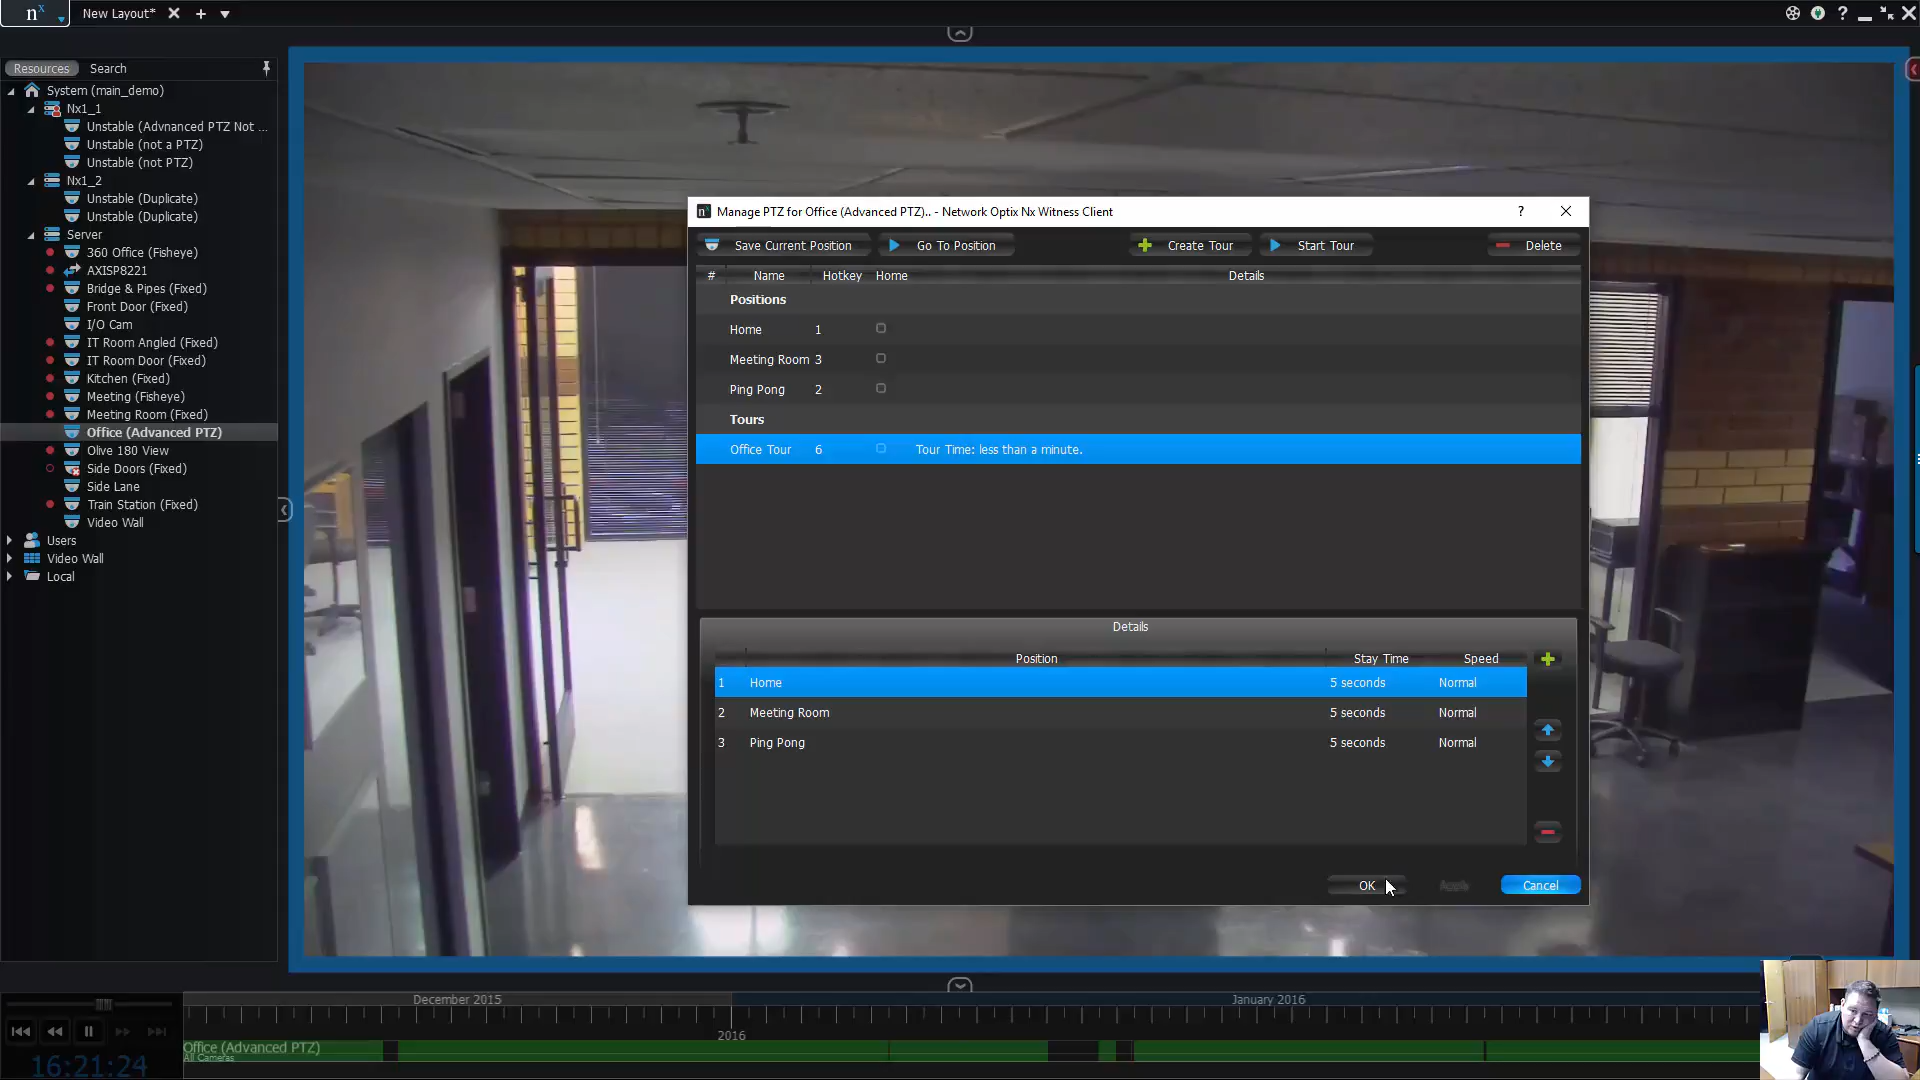 nx New Layout*
?
Resources Search
System (main_demo)
Nx1_1
Unstable (Advnanced PTZ Not ...
Unstable (not a PTZ)
Unstable (not PTZ)
Nx1_2
Unstable (Duplicate)
Unstable (Duplicate)
Server
360 Office (Fisheye)
AXISP8221
Bridge & Pipes (Fixed)
Front Door (Fixed)
I/O Cam
IT Room Angled (Fixed)
IT Room Door (Fixed)
Kitchen (Fixed)
Meeting (Fisheye)
Meeting Room (Fixed)
Office (Advanced PTZ)
Olive 180 View
Side Doors (Fixed)
Side Lane
Train Station (Fixed)
Video Wall
Users
Video Wall
Local
Manage PTZ for Office (Advanced PTZ).. - Network Optix Nx Witness Client ?
Save Current Position Go To Position Create Tour Start Tour Delete
# Name Hotkey Home Details
Positions
Home 1
Meeting Room 3
Ping Pong 2
Tours
Office Tour 6 Tour Time: less than a minute.
Details
Position Stay Time Speed
1 Home 5 seconds Normal
2 Meeting Room 5 seconds Normal
3 Ping Pong 5 seconds Normal
OK Apply Cancel
December 2015 January 2016
2016
Office (Advanced PTZ)
All Cameras
16:21:24